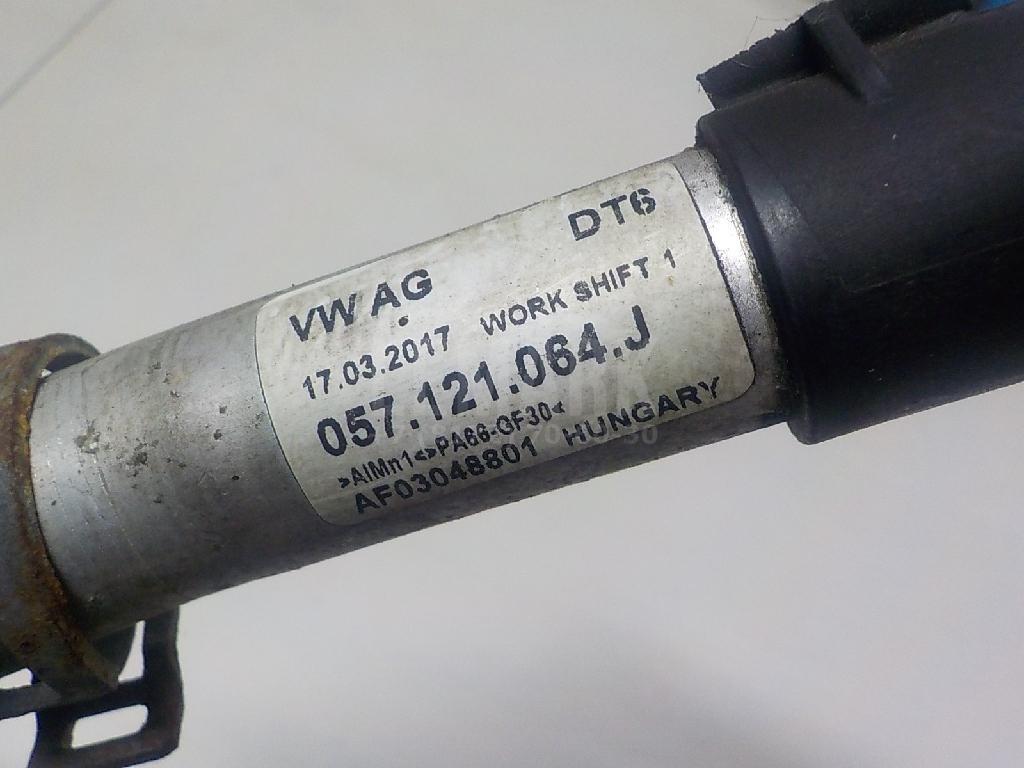 VW AG DT6
17.03.2017 WORK SHIFT 1
057.121.064.J
>AlMn1<>PA66-GF30<
AF03048801 HUNGARY